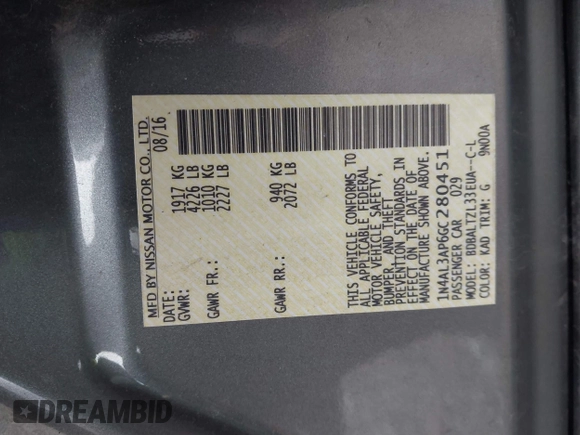 MFD BY NISSAN MOTOR CO., LTD.
DATE: 08/16
GVWR: 1917 KG
4226 LB
GAWR FR.: 1010 KG
2227 LB
GAWR RR.: 940 KG
2072 LB
THIS VEHICLE CONFORMS TO
ALL APPLICABLE FEDERAL
MOTOR VEHICLE SAFETY,
BUMPER, AND THEFT
PREVENTION STANDARDS IN
EFFECT ON THE DATE OF
MANUFACTURE SHOWN ABOVE.
1N4AL3AP6GC280451
PASSENGER CAR 029
MODEL: BDBALTZL33EUA--C-L
COLOR: KAD TRIM: G 9N00A
DREAMBID